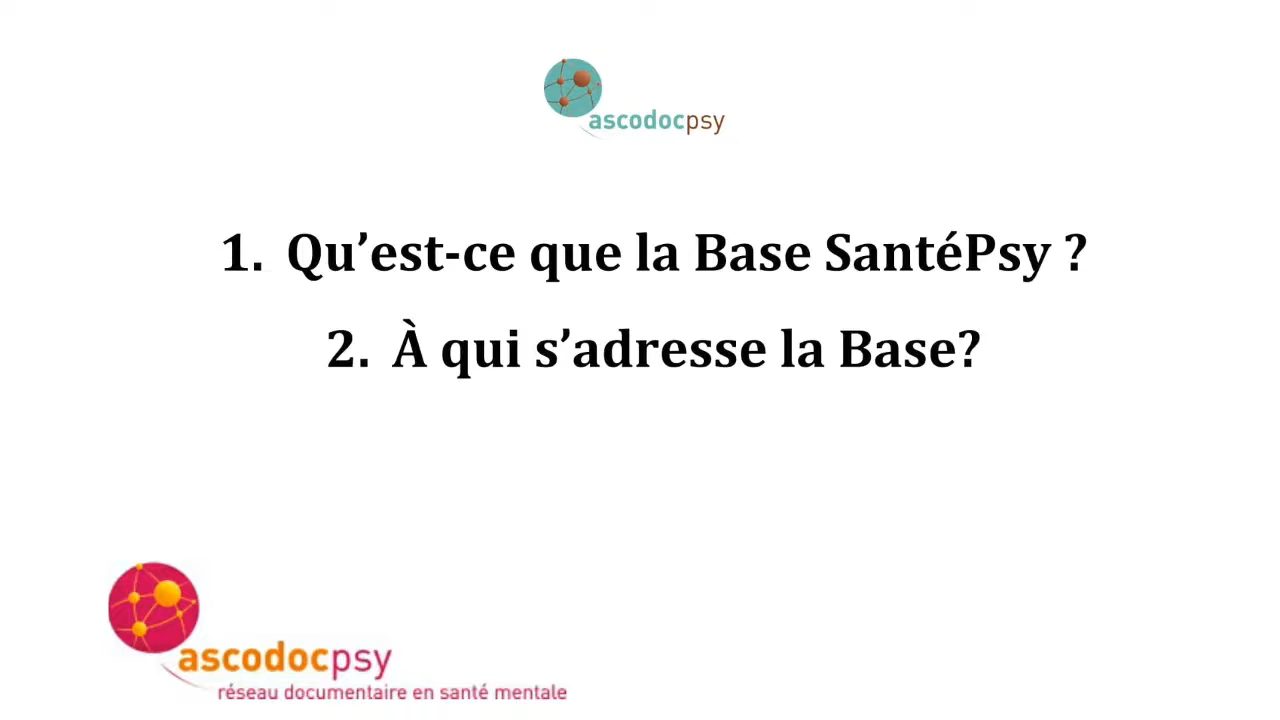 ascodocpsy
1. Qu’est-ce que la Base SantéPsy ?
2. À qui s’adresse la Base?
ascodocpsy
réseau documentaire en santé mentale